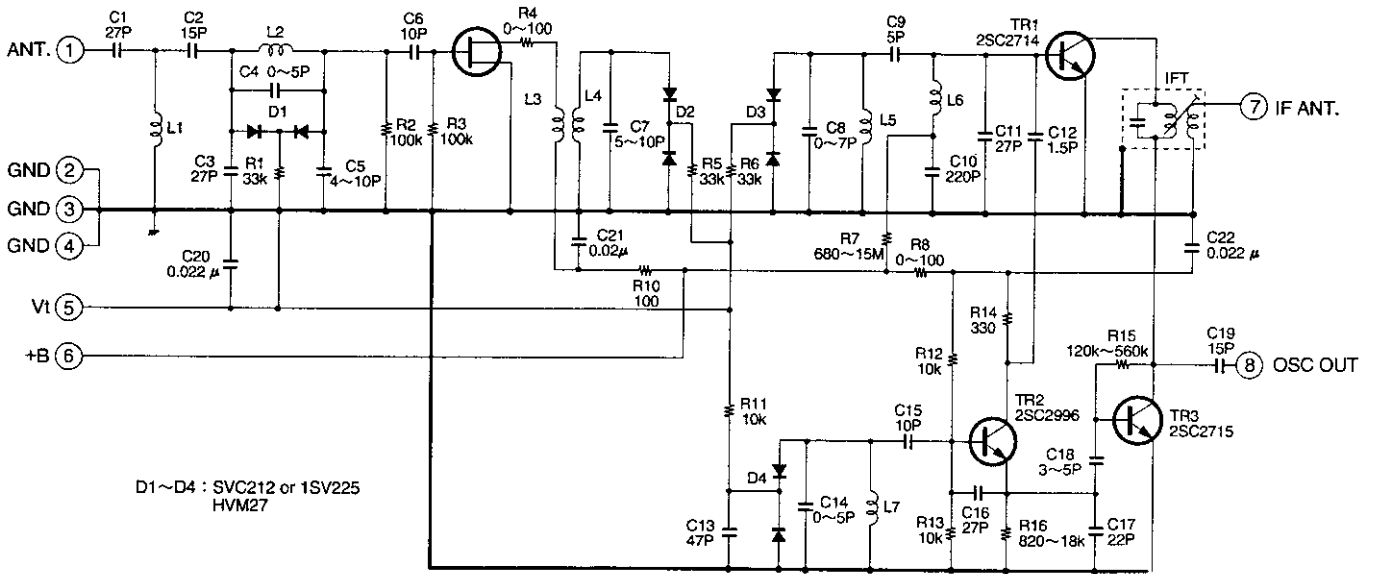 ANT. 1
C1
27P
C2
15P
L2
C4 0~5P
D1
C6
10P
R4
0~100
L1
C3
27P
R1
33k
C5
4~10P
R2
100k
R3
100k
L3
L4
C7
5~10P
D2
D3
R5
33k
R6
33k
C9
5P
C8
0~7P
L5
L6
C10
220P
C11
27P
C12
1.5P
TR1
2SC2714
IFT
7 IF ANT.
GND 2
GND 3
GND 4
C20
0.022 μ
C21
0.02μ
R10
100
R7
680~15M
R8
0~100
C22
0.022 μ
Vt 5
+B 6
R11
10k
R12
10k
R14
330
R15
120k~560k
C19
15P
8 OSC OUT
C15
10P
TR2
2SC2996
TR3
2SC2715
D4
C18
3~5P
C13
47P
C14
0~5P
L7
R13
10k
C16
27P
R16
820~18k
C17
22P
D1~D4 : SVC212 or 1SV225
HVM27